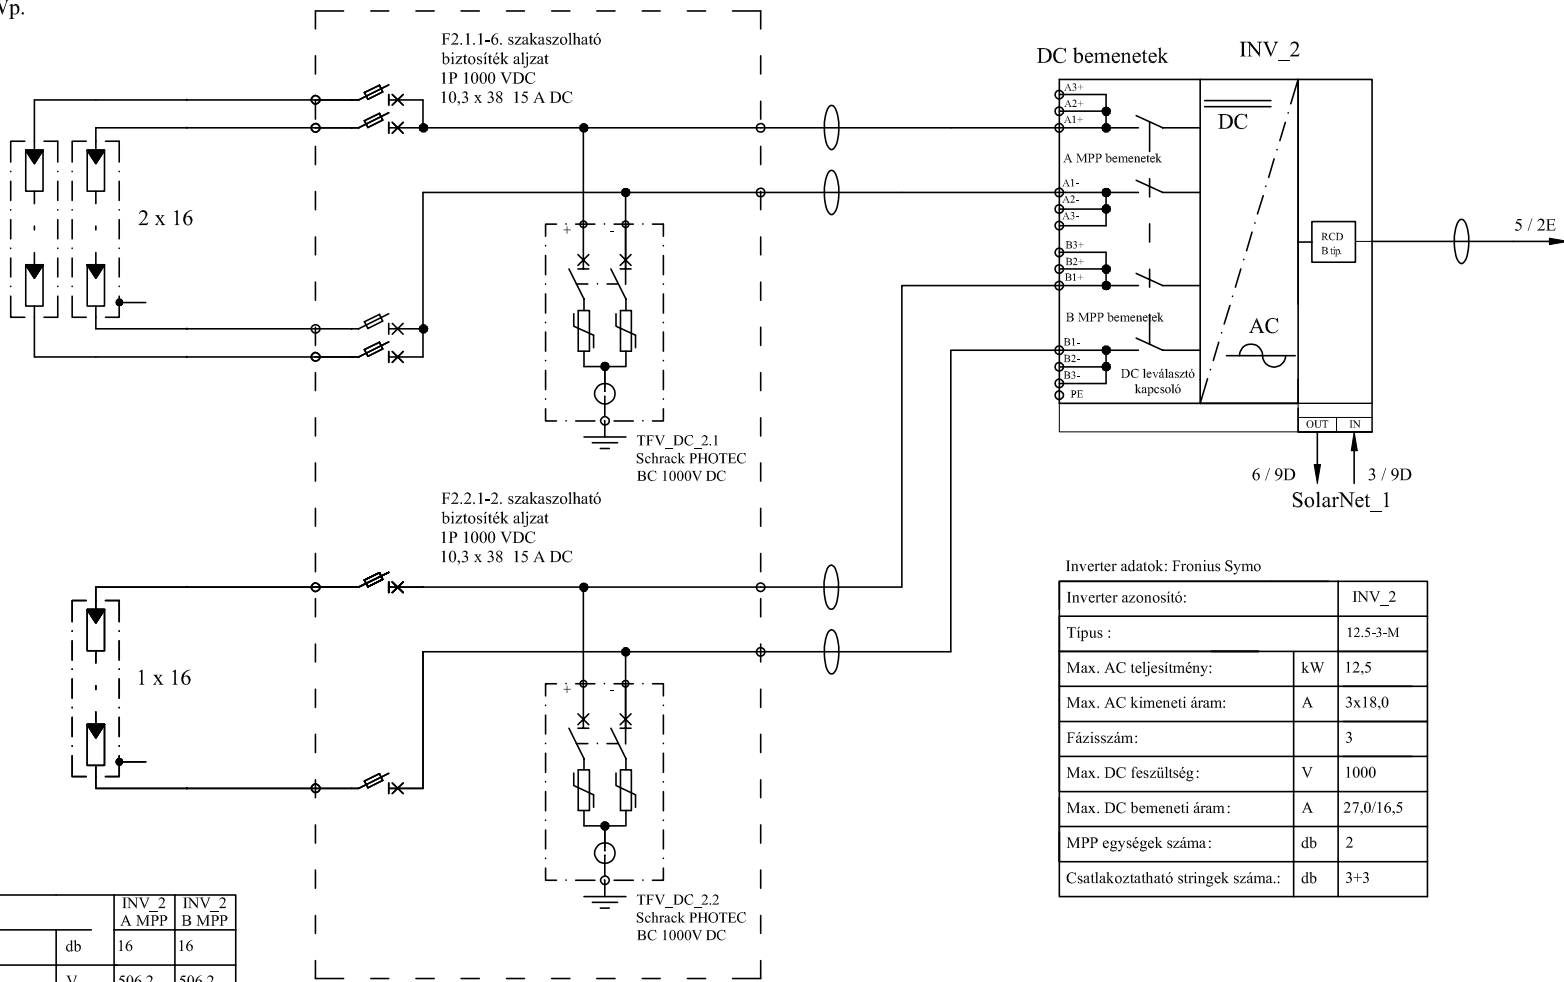 F2.1.1-6. szakaszolható
biztosíték aljzat
1P 1000 VDC
10,3 x 38 15 A DC
2 x 16
+ -
TFV_DC_2.1
Schrack PHOTEC
BC 1000V DC
F2.2.1-2. szakaszolható
biztosíték aljzat
1P 1000 VDC
10,3 x 38 15 A DC
1 x 16
+ -
TFV_DC_2.2
Schrack PHOTEC
BC 1000V DC
DC bemenetek
INV_2
A3+
A2+
A1+
A MPP bemenetek
A1-
A2-
A3-
B3+
B2+
B1+
B MPP bemenetek
B1-
B2-
B3-
PE
DC leválasztó
kapcsoló
DC
AC
RCD
B típ.
5 / 2E
OUT IN
6 / 9D 3 / 9D
SolarNet_1
Inverter adatok: Fronius Symo
Inverter azonosító: INV_2
Típus : 12.5-3-M
Max. AC teljesítmény: kW 12,5
Max. AC kimeneti áram: A 3x18,0
Fázisszám: 3
Max. DC feszültség: V 1000
Max. DC bemeneti áram: A 27,0/16,5
MPP egységek száma: db 2
Csatlakoztatható stringek száma.: db 3+3
INV_2 INV_2
A MPP B MPP
db 16 16
V 506,2 506,2